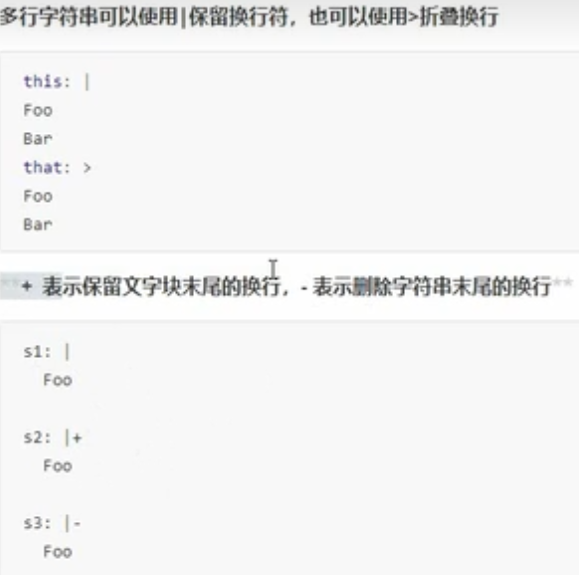 多行字符串可以使用|保留换行符，也可以使用>折叠换行
this: |
Foo
Bar
that: >
Foo
Bar
** + 表示保留文字块末尾的换行，- 表示删除字符串末尾的换行**
s1: |
  Foo
s2: |+
  Foo
s3: |-
  Foo